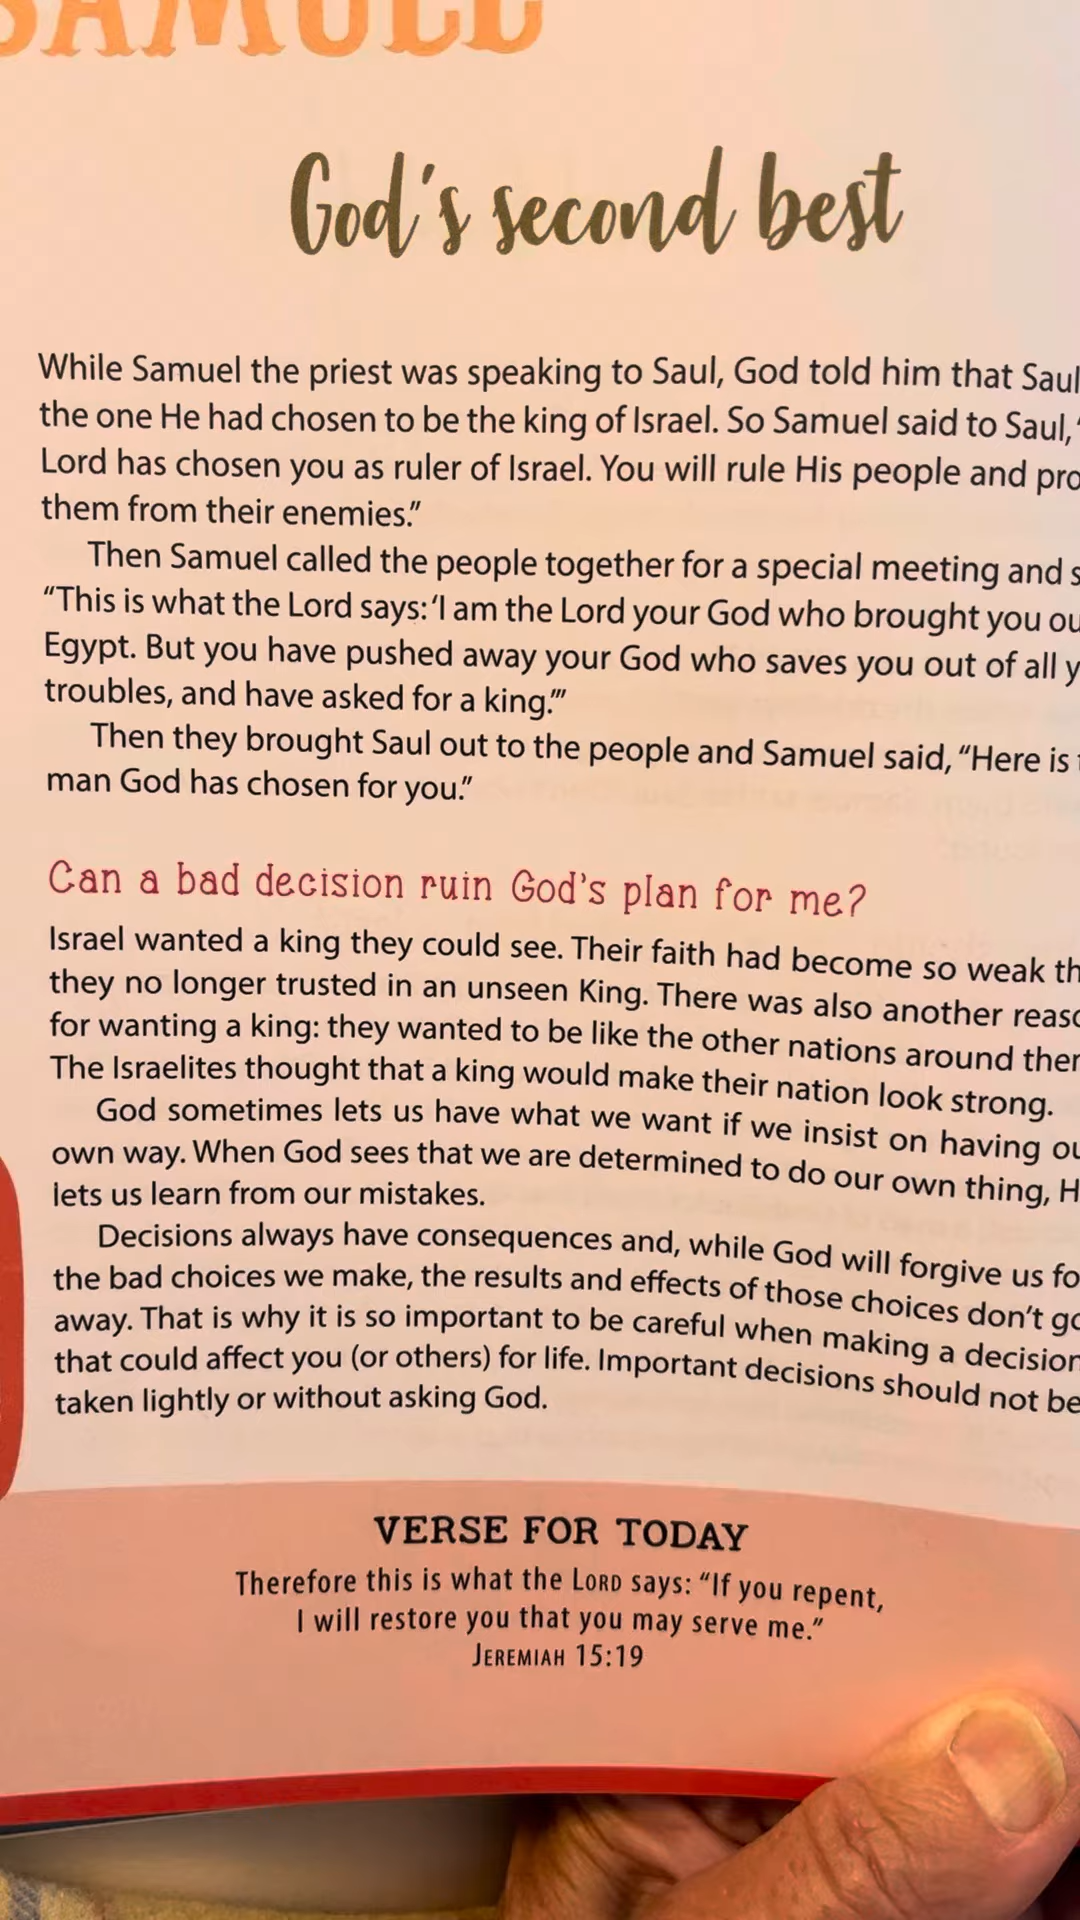 SAMUEL
God's second best
While Samuel the priest was speaking to Saul, God told him that Saul
the one He had chosen to be the king of Israel. So Samuel said to Saul, "
Lord has chosen you as ruler of Israel. You will rule His people and
them from their enemies."
Then Samuel called the people together for a special meeting and
"This is what the Lord says: 'I am the Lord your God who brought you
Egypt. But you have pushed away your God who saves you out of all
troubles, and have asked for a king.'"
Then they brought Saul out to the people and Samuel said, "Here is
man God has chosen for you."
Can a bad decision ruin God's plan for me?
Israel wanted a king they could see. Their faith had become so weak
they no longer trusted in an unseen King. There was also another
for wanting a king: they wanted to be like the other nations around
The Israelites thought that a king would make their nation look strong.
God sometimes lets us have what we want if we insist on having
own way. When God sees that we are determined to do our own thing,
lets us learn from our mistakes.
Decisions always have consequences and, while God will forgive us
the bad choices we make, the results and effects of those choices don't
away. That is why it is so important to be careful when making a decision
that could affect you (or others) for life. Important decisions should not be
taken lightly or without asking God.
VERSE FOR TODAY
Therefore this is what the LORD says: "If you repent,
I will restore you that you may serve me."
JEREMIAH 15:19